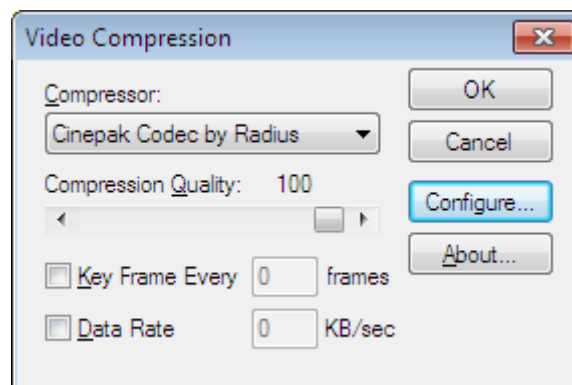 Video Compression
Compressor:
OK
Cinepak Codec by Radius
Cancel
Compression Quality: 100
Configure...
About...
Key Frame Every 0 frames
Data Rate 0 KB/sec